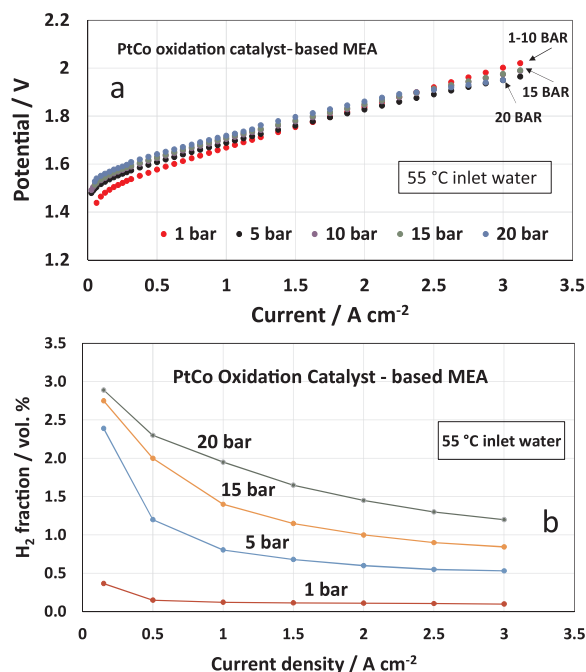 2.2
PtCo oxidation catalyst-based MEA
1-10 BAR
2
a
15 BAR
1.8
20 BAR
Potential / V
1.6
55 °C inlet water
1.4
1 bar 5 bar 10 bar 15 bar 20 bar
1.2
0 0.5 1 1.5 2 2.5 3 3.5
Current / A cm-2
3.5
PtCo Oxidation Catalyst - based MEA
3.0
2.5
20 bar
55 °C inlet water
2.0
15 bar
H2 fraction / vol. %
1.5
b
1.0
5 bar
0.5
1 bar
0.0
0 0.5 1 1.5 2 2.5 3 3.5
Current density / A cm-2